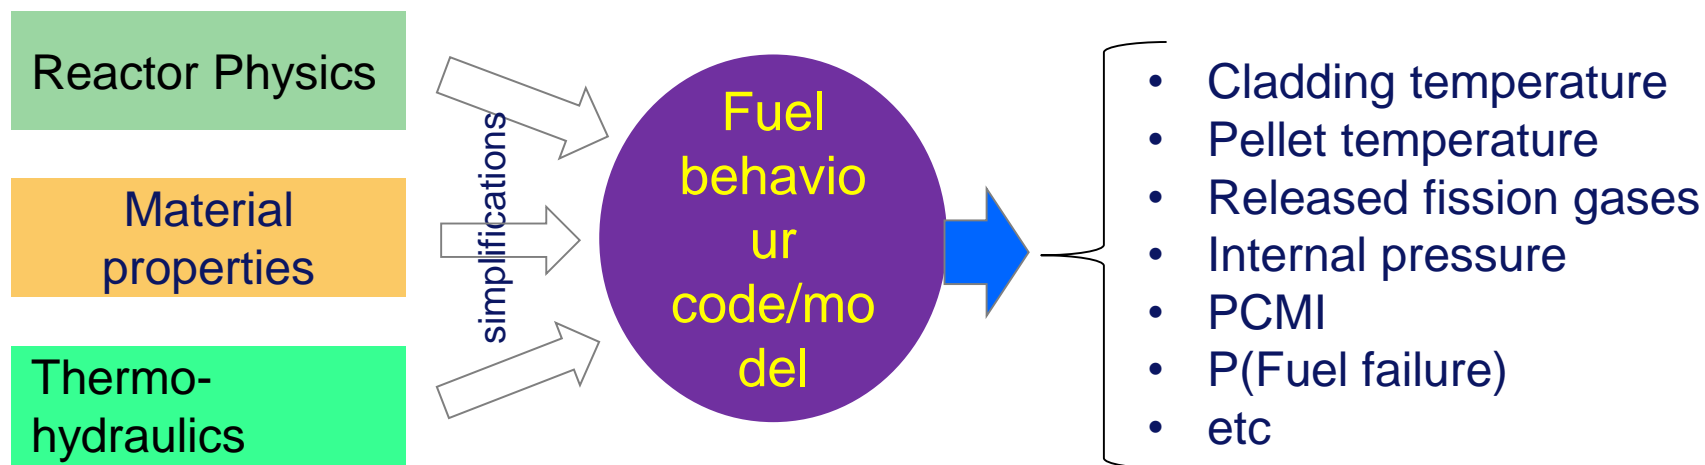 Reactor Physics
Material
properties
Thermo-
hydraulics
simplifications
Fuel
behavio
ur
code/mo
del
• Cladding temperature
• Pellet temperature
• Released fission gases
• Internal pressure
• PCMI
• P(Fuel failure)
• etc